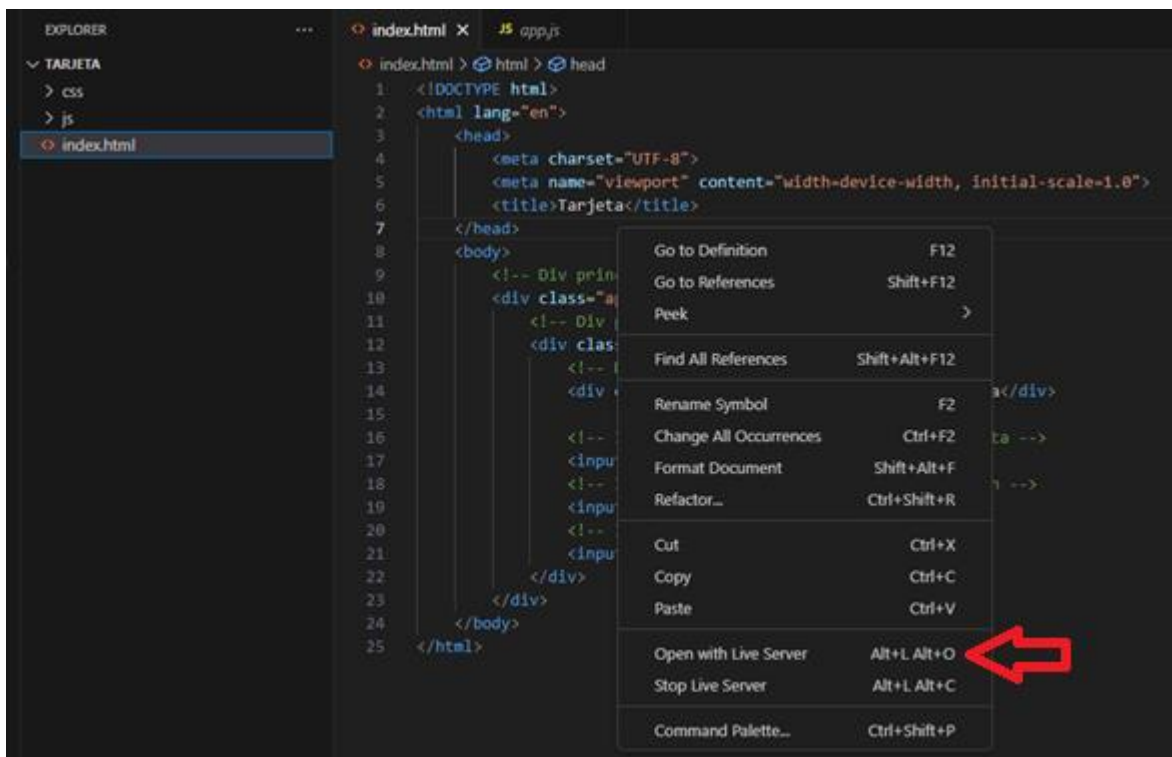 EXPLORER ···
TARJETA
css
js
index.html
index.html × JS app.js
index.html > html > head
1 <!DOCTYPE html>
2 <html lang="en">
3 <head>
4 <meta charset="UTF-8">
5 <meta name="viewport" content="width=device-width, initial-scale=1.0">
6 <title>Tarjeta</title>
7 </head>
8 <body>
9 <!-- Div prin
10 <div class="a
11 <!-- Div
12 <div clas
13 <!--
14 <div a</div>
15
16 <!-- ta -->
17 <inpu
18 <!-- n -->
19 <inpu
20 <!--
21 <inpu
22 </div>
23 </div>
24 </body>
25 </html>
Go to Definition F12
Go to References Shift+F12
Peek >
Find All References Shift+Alt+F12
Rename Symbol F2
Change All Occurrences Ctrl+F2
Format Document Shift+Alt+F
Refactor... Ctrl+Shift+R
Cut Ctrl+X
Copy Ctrl+C
Paste Ctrl+V
Open with Live Server Alt+L Alt+O
Stop Live Server Alt+L Alt+C
Command Palette... Ctrl+Shift+P